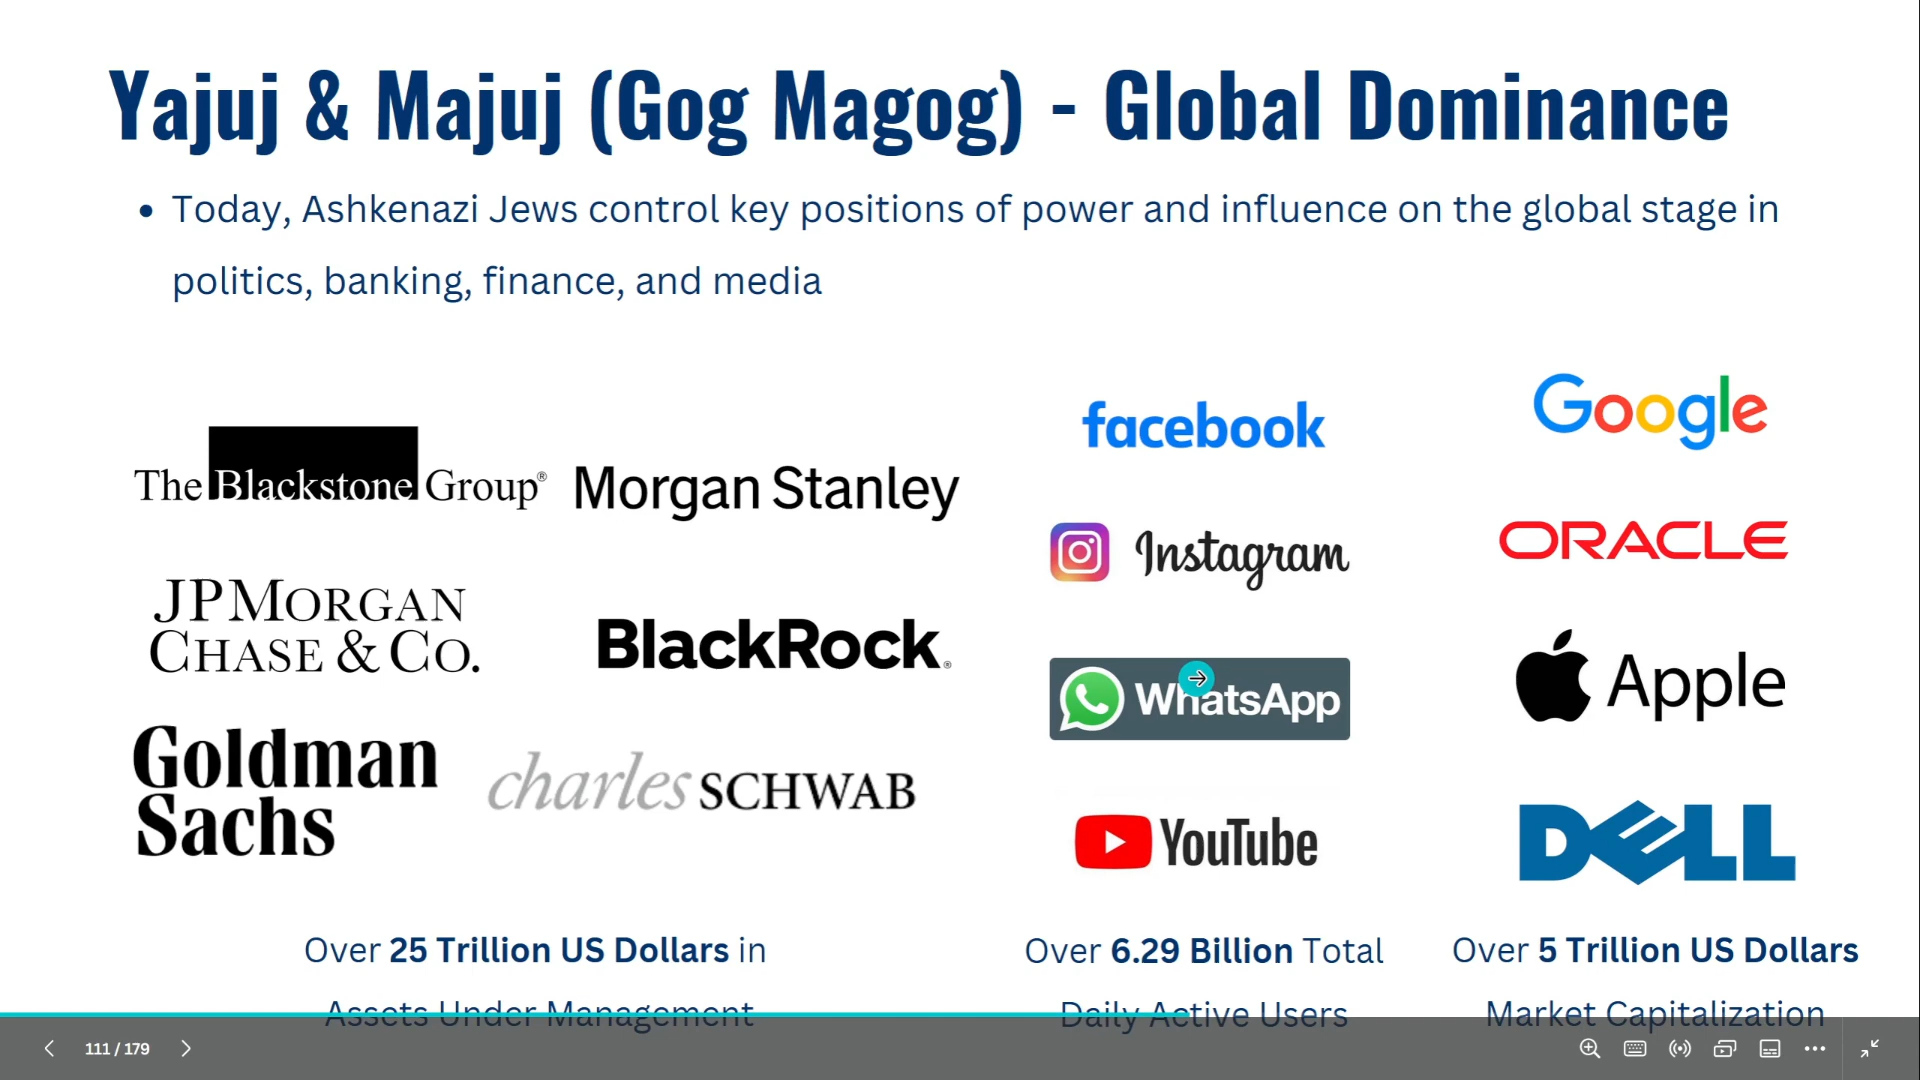 Yajuj & Majuj (Gog Magog) - Global Dominance
• Today, Ashkenazi Jews control key positions of power and influence on the global stage in
politics, banking, finance, and media
The Blackstone Group®
Morgan Stanley
JPMORGAN
CHASE & CO.
BlackRock®
Goldman
Sachs
charles SCHWAB
facebook
Instagram
WhatsApp
YouTube
Google
ORACLE
Apple
DELL
Over 25 Trillion US Dollars in
Assets Under Management
Over 6.29 Billion Total
Daily Active Users
Over 5 Trillion US Dollars
Market Capitalization
111 / 179